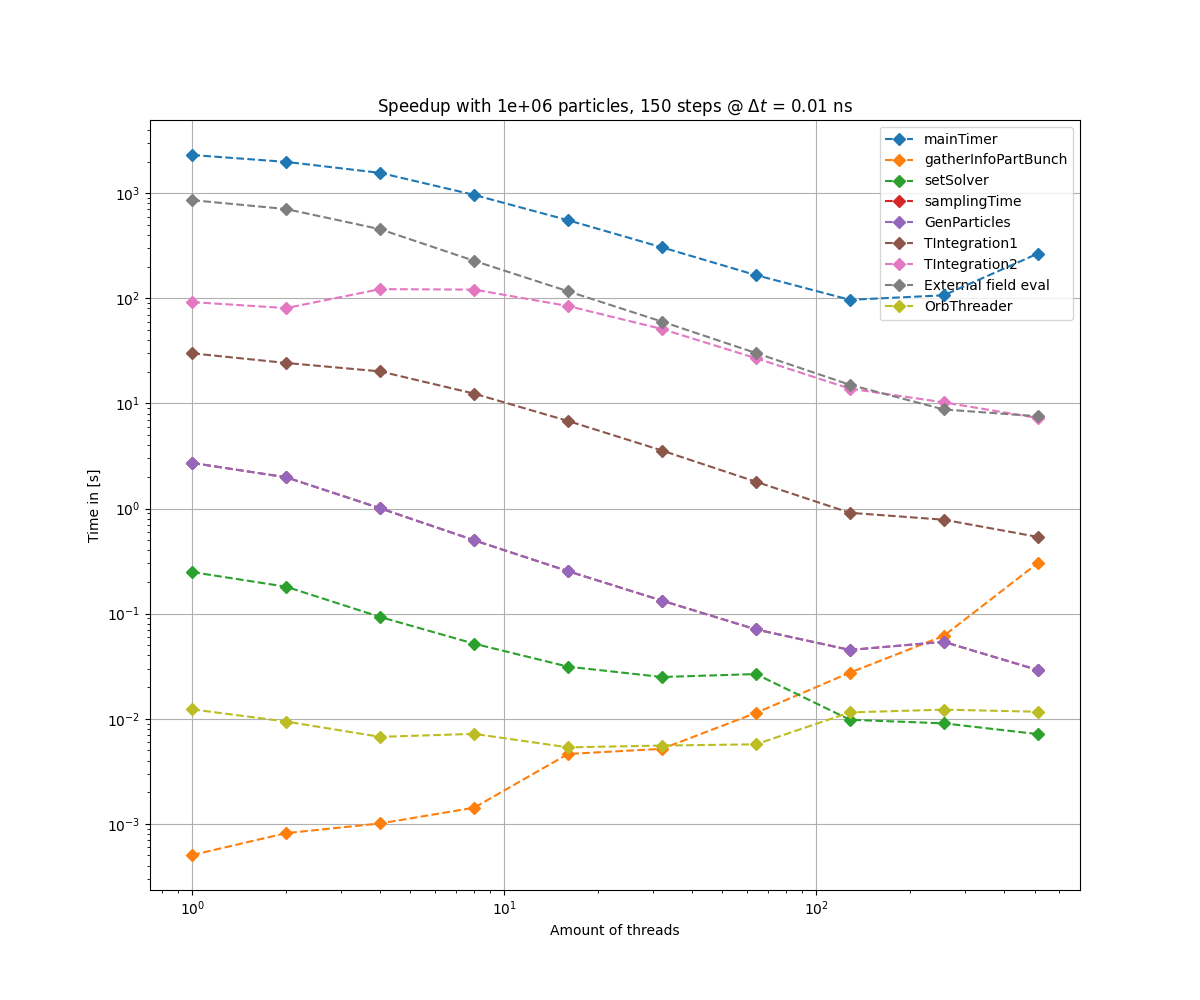 Speedup with 1e+06 particles, 150 steps @ Δt = 0.01 ns
mainTimer
gatherInfoPartBunch
setSolver
samplingTime
GenParticles
TIntegration1
TIntegration2
External field eval
OrbThreader
10³
10²
10¹
10⁰
10⁻¹
10⁻²
10⁻³
Time in [s]
10⁰ 10¹ 10²
Amount of threads